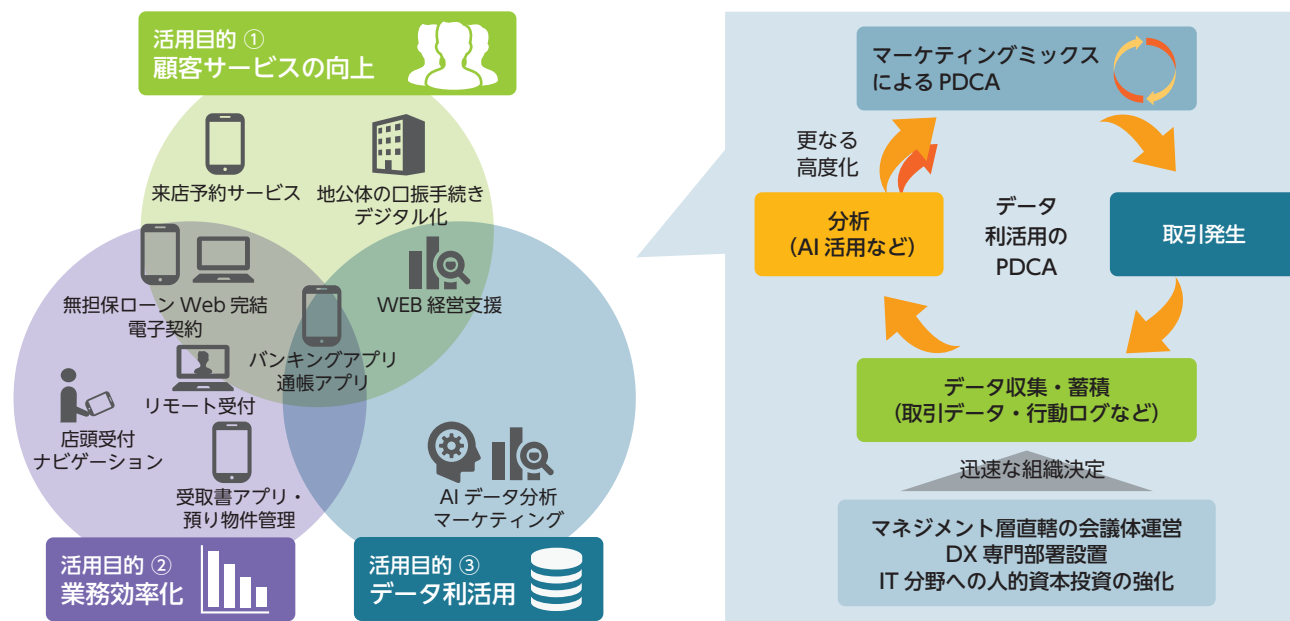 活用目的 ①
顧客サービスの向上
来店予約サービス
地公体の口振手続き
デジタル化
無担保ローン Web 完結
電子契約
WEB 経営支援
バンキングアプリ
通帳アプリ
リモート受付
店頭受付
ナビゲーション
受取書アプリ・
預り物件管理
AI データ分析
マーケティング
活用目的 ②
業務効率化
活用目的 ③
データ利活用
マーケティングミックス
による PDCA
更なる
高度化
分析
(AI 活用など)
データ
利活用の
PDCA
取引発生
データ収集・蓄積
(取引データ・行動ログなど)
迅速な組織決定
マネジメント層直轄の会議体運営
DX 専門部署設置
IT 分野への人的資本投資の強化